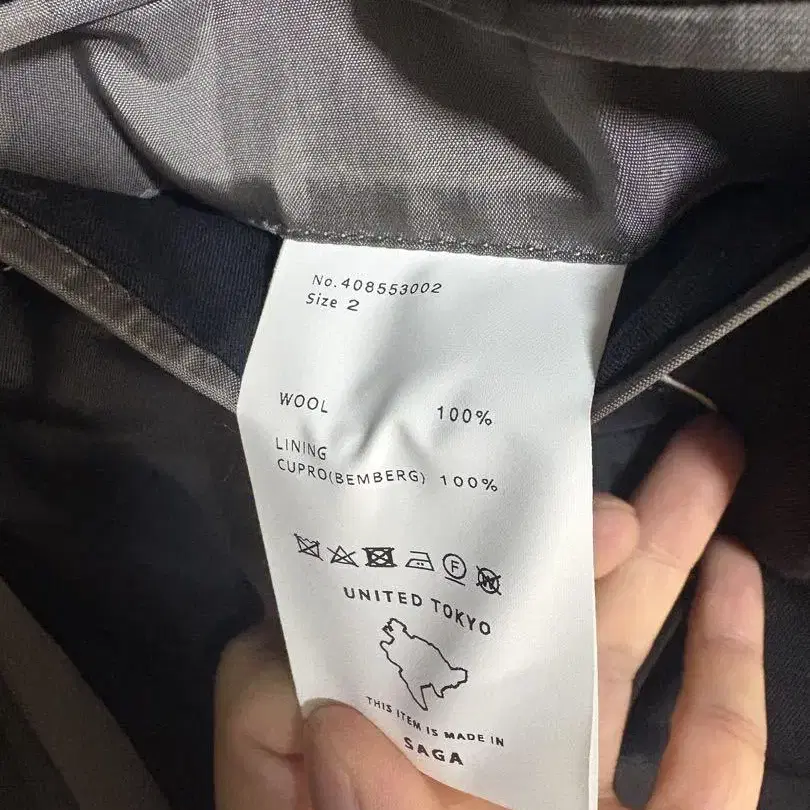 No. 408553002
Size 2
WOOL 100%
LINING
CUPRO(BEMBERG) 100%
F
W
UNITED TOKYO
THIS ITEM IS MADE IN
SAGA